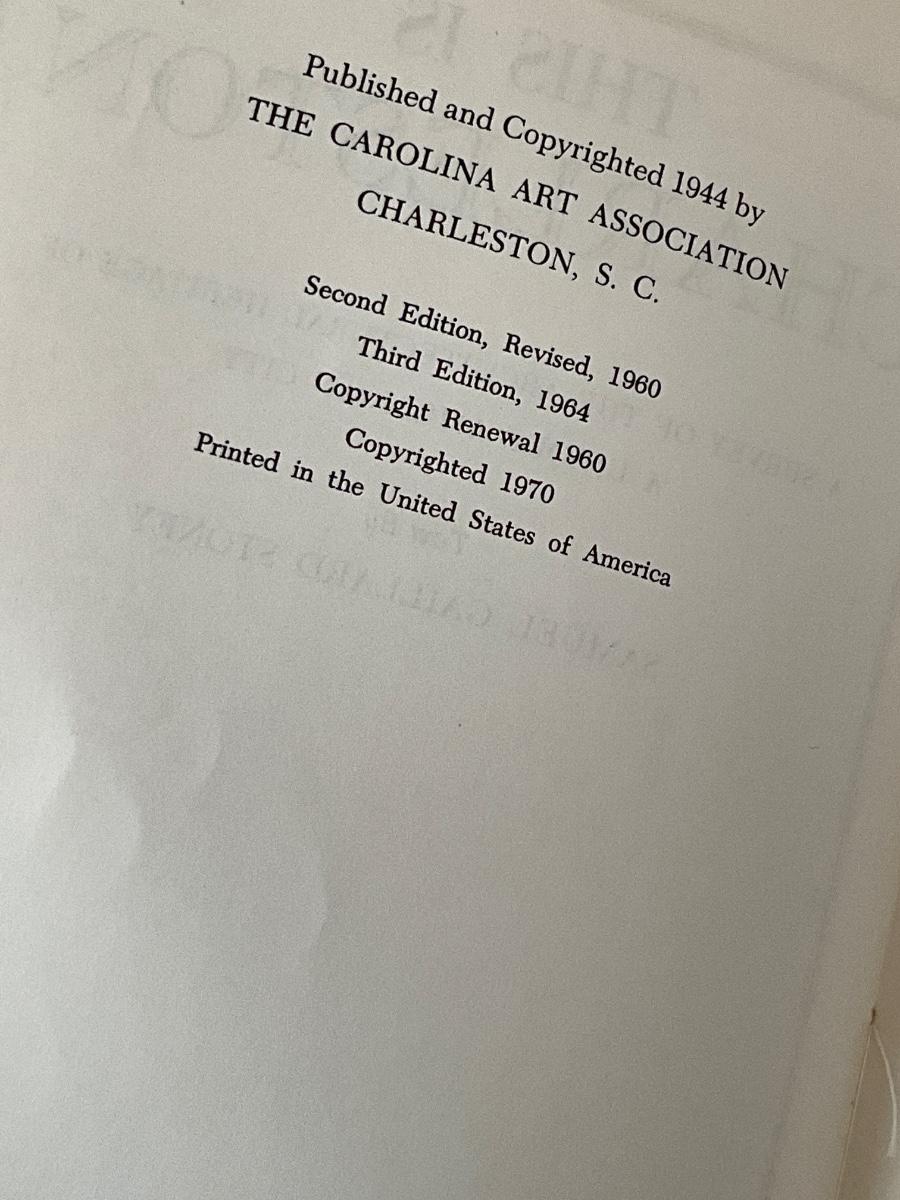 Published and Copyrighted 1944 by
THE CAROLINA ART ASSOCIATION
CHARLESTON, S. C.
Second Edition, Revised, 1960
Third Edition, 1964
Copyright Renewal 1960
Copyrighted 1970
Printed in the United States of America